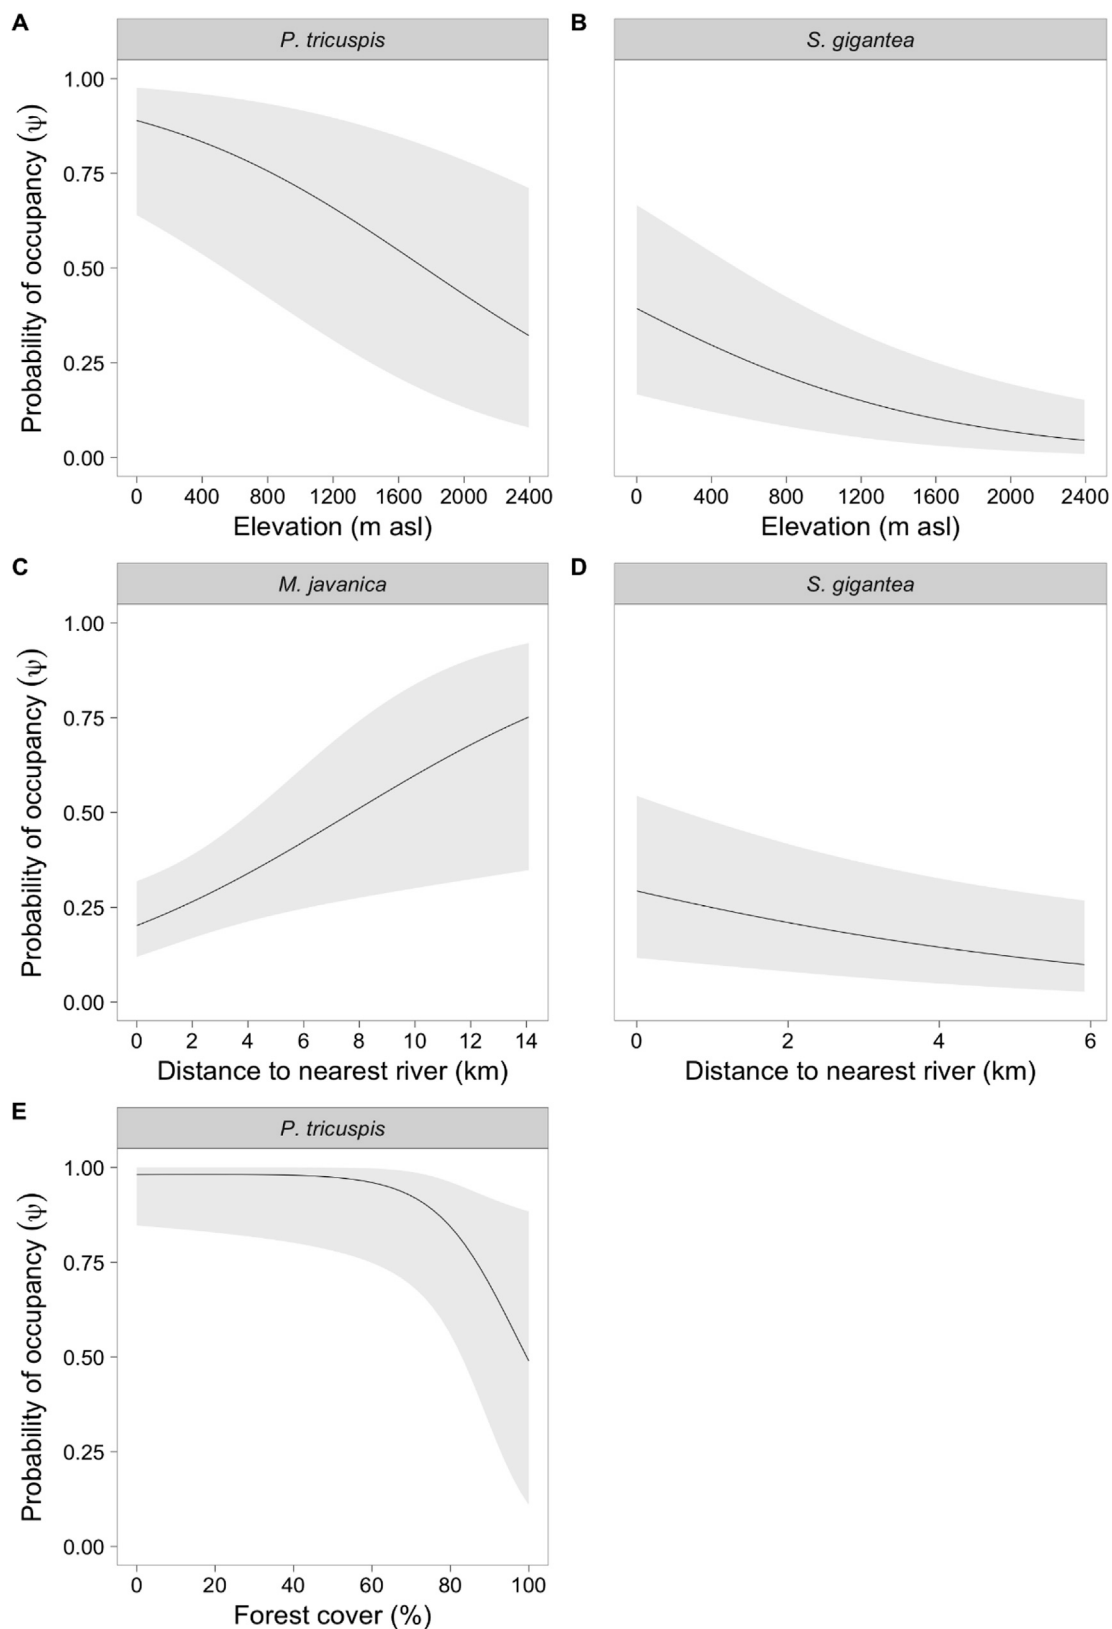 A
P. tricuspis
Probability of occupancy (ψ)
1.00
0.75
0.50
0.25
0.00
0 400 800 1200 1600 2000 2400
Elevation (m asl)
B
S. gigantea
0 400 800 1200 1600 2000 2400
Elevation (m asl)
C
M. javanica
Probability of occupancy (ψ)
1.00
0.75
0.50
0.25
0.00
0 2 4 6 8 10 12 14
Distance to nearest river (km)
D
S. gigantea
0 2 4 6
Distance to nearest river (km)
E
P. tricuspis
Probability of occupancy (ψ)
1.00
0.75
0.50
0.25
0.00
0 20 40 60 80 100
Forest cover (%)